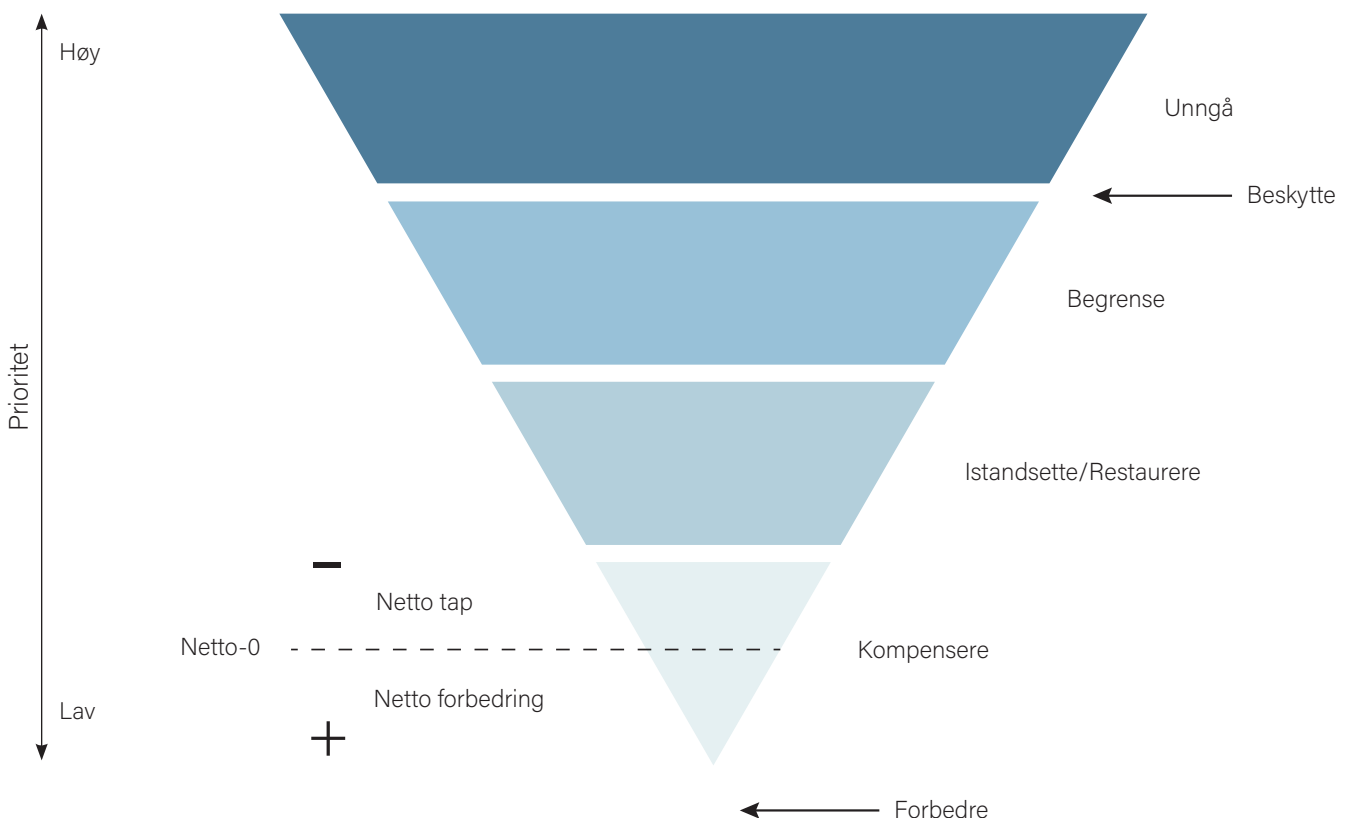 Høy
Unngå
Beskytte
Begrense
Prioritet
Istandsette/Restaurere
Netto tap
Netto-0
Kompensere
Netto forbedring
Lav
Forbedre